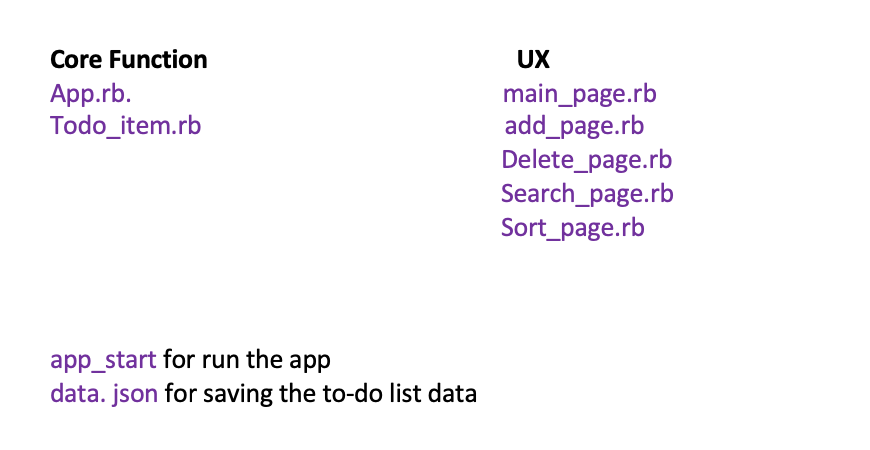 Core Function
App.rb.
Todo_item.rb
UX
main_page.rb
add_page.rb
Delete_page.rb
Search_page.rb
Sort_page.rb
app_start for run the app
data. json for saving the to-do list data